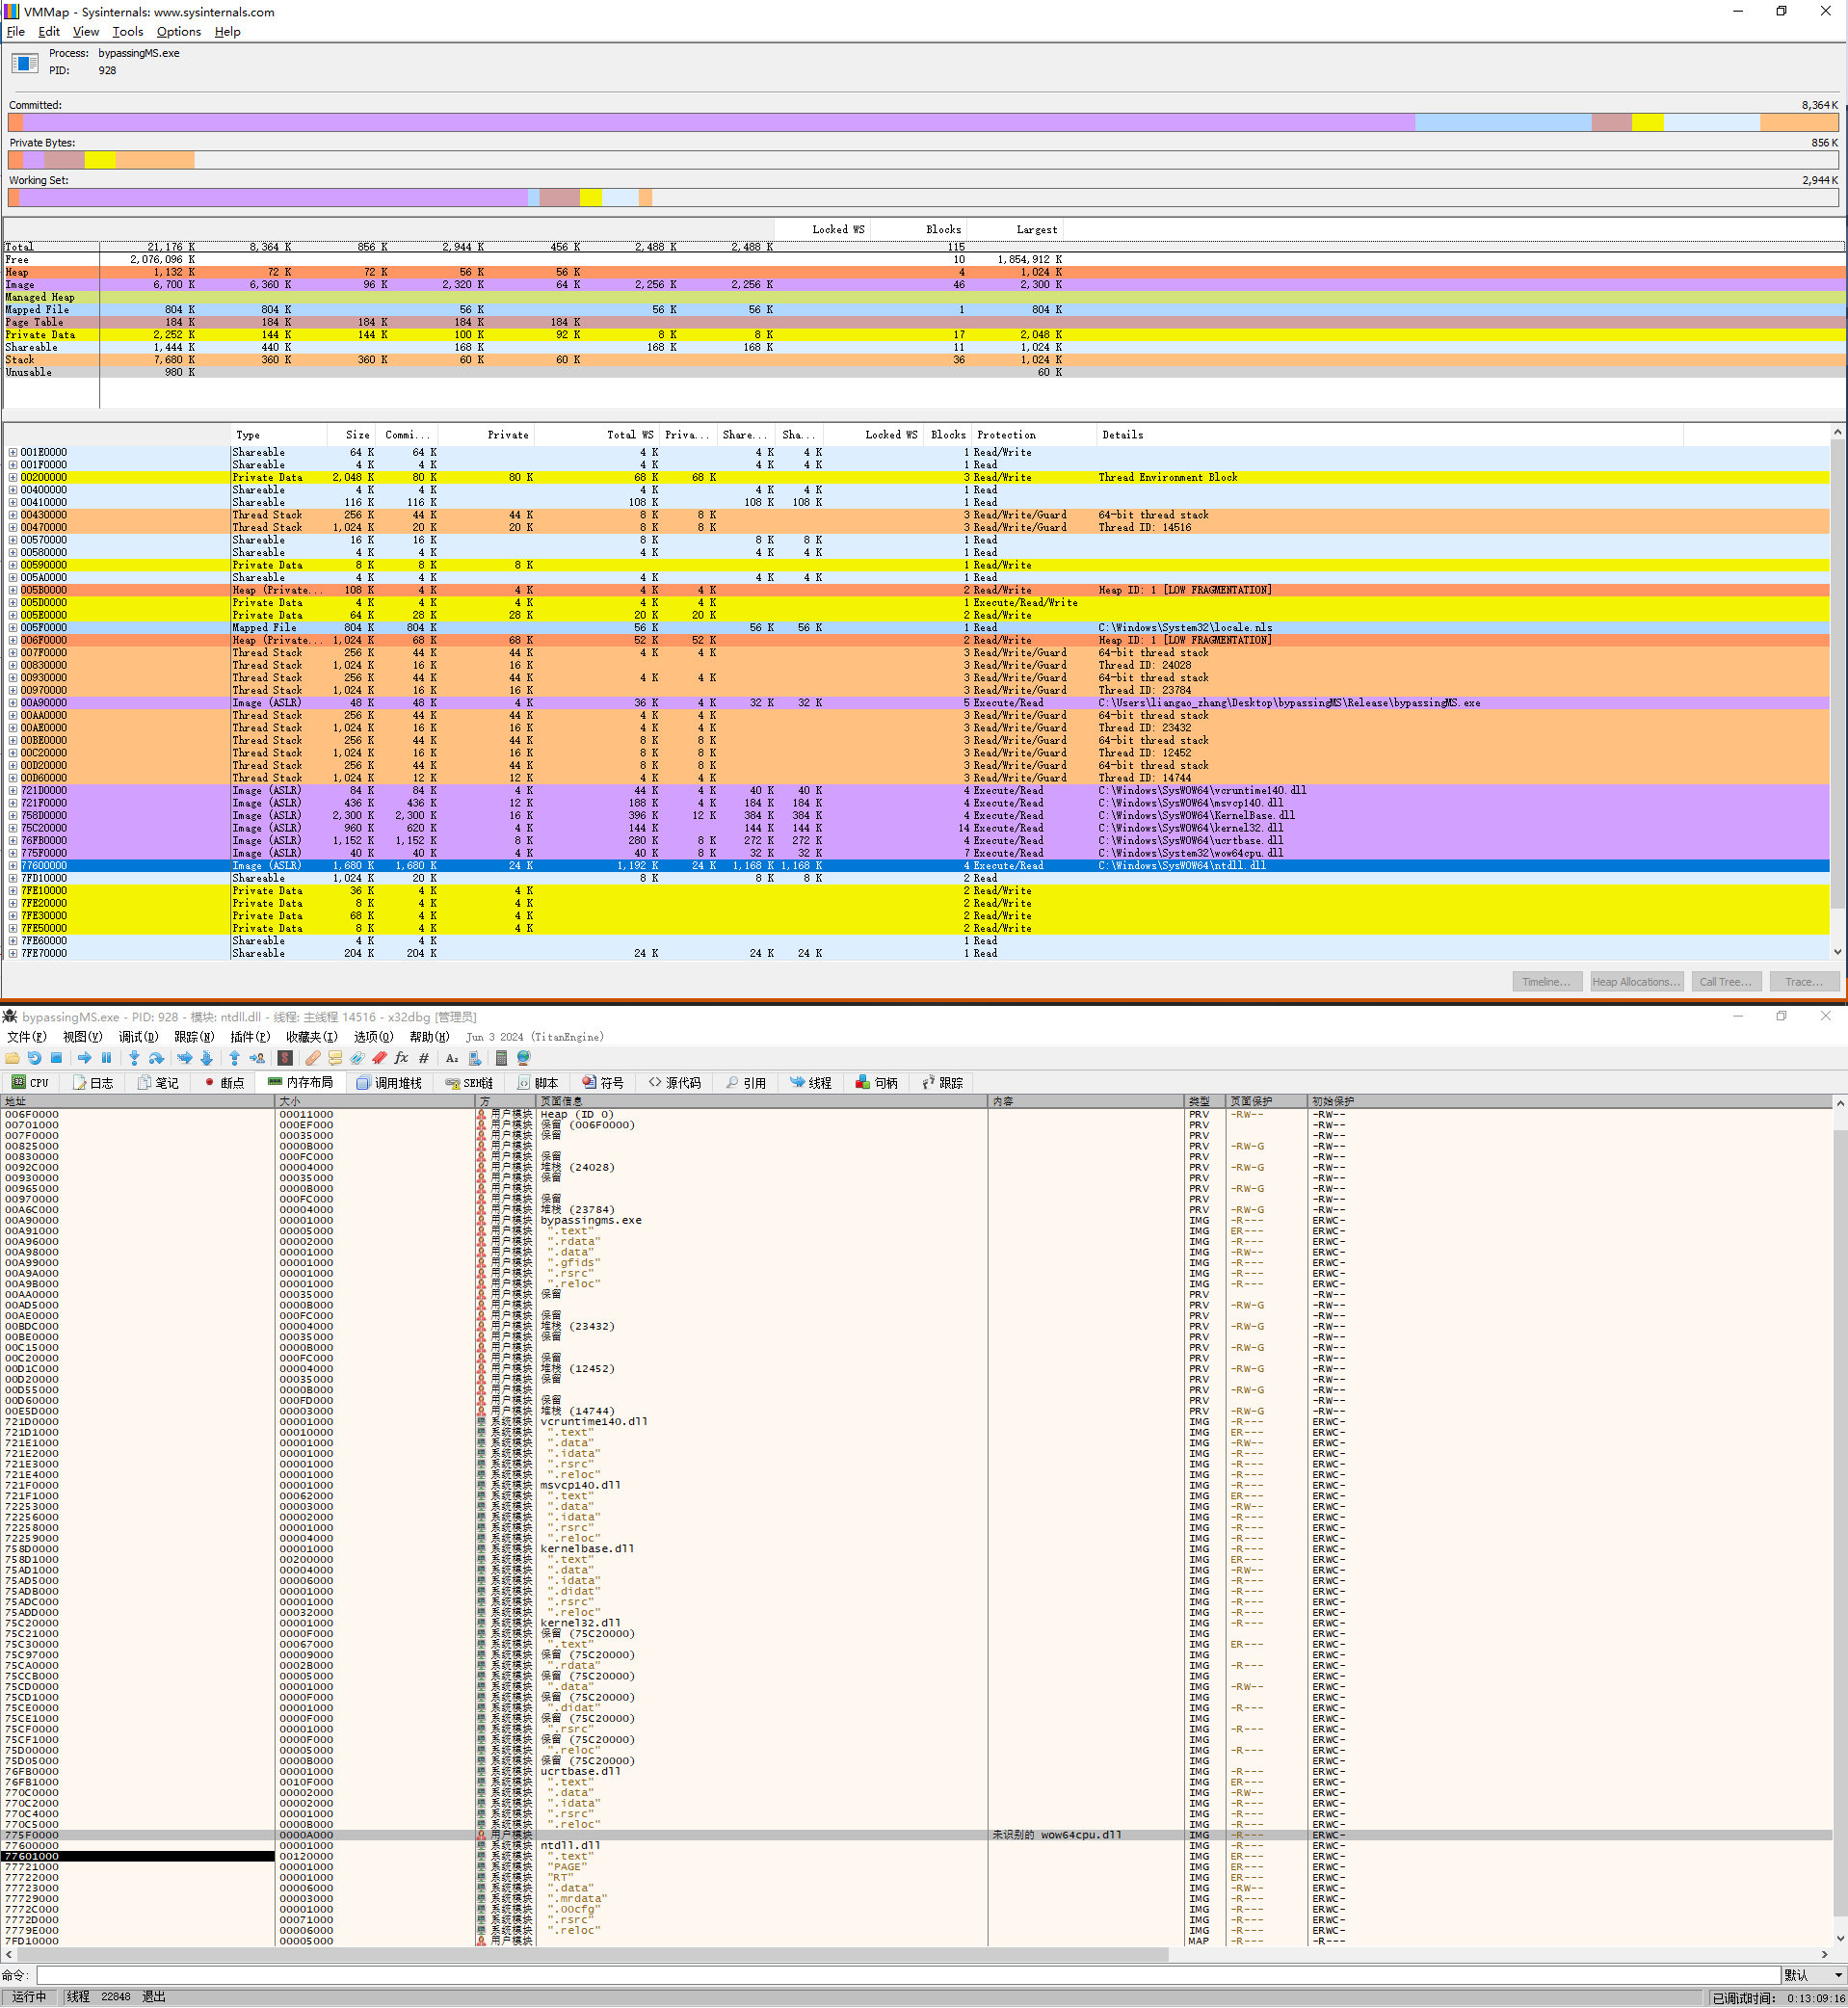 VMMap - Sysinternals: www.sysinternals.com
File Edit View Tools Options Help
Process: bypassingMS.exe
PID: 928
Committed: 8,364 K
Private Bytes: 856 K
Working Set: 2,944 K
Locked WS Blocks Largest
Total 21,176 K 8,364 K 856 K 2,944 K 456 K 2,488 K 2,488 K 115
Free 2,076,096 K 10 1,854,912 K
Heap 1,132 K 72 K 72 K 56 K 56 K 4 1,024 K
Image 6,700 K 6,360 K 96 K 2,320 K 64 K 2,256 K 2,256 K 46 2,300 K
Managed Heap
Mapped File 804 K 804 K 56 K 56 K 56 K 1 804 K
Page Table 184 K 184 K 184 K 184 K 184 K
Private Data 2,252 K 144 K 144 K 100 K 92 K 8 K 8 K 17 2,048 K
Shareable 1,444 K 440 K 168 K 168 K 168 K 11 1,024 K
Stack 7,680 K 360 K 360 K 60 K 60 K 36 1,024 K
Unusable 980 K 60 K
Type Size Commi... Private Total WS Priva... Share... Sha... Locked WS Blocks Protection Details
001E0000 Shareable 64 K 64 K 4 K 4 K 4 K 1 Read/Write
001F0000 Shareable 4 K 4 K 4 K 4 K 4 K 1 Read
00200000 Private Data 2,048 K 80 K 80 K 68 K 68 K 3 Read/Write Thread Environment Block
00400000 Shareable 4 K 4 K 4 K 4 K 4 K 1 Read
00410000 Shareable 116 K 116 K 108 K 108 K 108 K 1 Read
00430000 Thread Stack 256 K 44 K 44 K 8 K 8 K 3 Read/Write/Guard 64-bit thread stack
00470000 Thread Stack 1,024 K 20 K 20 K 8 K 8 K 3 Read/Write/Guard Thread ID: 14516
00570000 Shareable 16 K 16 K 8 K 8 K 8 K 1 Read
00580000 Shareable 4 K 4 K 4 K 4 K 4 K 1 Read
00590000 Private Data 8 K 8 K 8 K 1 Read/Write
005A0000 Shareable 4 K 4 K 4 K 4 K 4 K 1 Read
005B0000 Heap (Private... 108 K 4 K 4 K 4 K 4 K 2 Read/Write Heap ID: 1 [LOW FRAGMENTATION]
005D0000 Private Data 4 K 4 K 4 K 4 K 4 K 1 Execute/Read/Write
005E0000 Private Data 64 K 28 K 28 K 20 K 20 K 2 Read/Write
005F0000 Mapped File 804 K 804 K 56 K 56 K 56 K 1 Read C:\Windows\System32\locale.nls
006F0000 Heap (Private... 1,024 K 68 K 68 K 52 K 52 K 2 Read/Write Heap ID: 1 [LOW FRAGMENTATION]
007F0000 Thread Stack 256 K 44 K 44 K 4 K 4 K 3 Read/Write/Guard 64-bit thread stack
00830000 Thread Stack 1,024 K 16 K 16 K 3 Read/Write/Guard Thread ID: 24028
00930000 Thread Stack 256 K 44 K 44 K 4 K 4 K 3 Read/Write/Guard 64-bit thread stack
00970000 Thread Stack 1,024 K 16 K 16 K 3 Read/Write/Guard Thread ID: 23784
00A90000 Image (ASLR) 48 K 48 K 4 K 36 K 4 K 32 K 32 K 5 Execute/Read C:\Users\liangao_zhang\Desktop\bypassingMS\Release\bypassingMS.exe
00AA0000 Thread Stack 256 K 44 K 44 K 4 K 4 K 3 Read/Write/Guard 64-bit thread stack
00AE0000 Thread Stack 1,024 K 16 K 16 K 4 K 4 K 3 Read/Write/Guard Thread ID: 23432
00BE0000 Thread Stack 256 K 44 K 44 K 8 K 8 K 3 Read/Write/Guard 64-bit thread stack
00C20000 Thread Stack 1,024 K 16 K 16 K 8 K 8 K 3 Read/Write/Guard Thread ID: 12452
00D20000 Thread Stack 256 K 44 K 44 K 8 K 8 K 3 Read/Write/Guard 64-bit thread stack
00D60000 Thread Stack 1,024 K 12 K 12 K 4 K 4 K 3 Read/Write/Guard Thread ID: 14744
721D0000 Image (ASLR) 84 K 84 K 4 K 44 K 4 K 40 K 40 K 4 Execute/Read C:\Windows\SysWOW64\vcruntime140.dll
721F0000 Image (ASLR) 436 K 436 K 12 K 188 K 4 K 184 K 184 K 4 Execute/Read C:\Windows\SysWOW64\msvcp140.dll
758D0000 Image (ASLR) 2,300 K 2,300 K 16 K 396 K 12 K 384 K 384 K 4 Execute/Read C:\Windows\SysWOW64\KernelBase.dll
75C20000 Image (ASLR) 960 K 620 K 4 K 144 K 144 K 144 K 14 Execute/Read C:\Windows\SysWOW64\kernel32.dll
76FB0000 Image (ASLR) 1,152 K 1,152 K 8 K 280 K 8 K 272 K 272 K 4 Execute/Read C:\Windows\SysWOW64\ucrtbase.dll
775F0000 Image (ASLR) 40 K 40 K 4 K 40 K 8 K 32 K 32 K 7 Execute/Read C:\Windows\System32\wow64cpu.dll
77600000 Image (ASLR) 1,680 K 1,680 K 24 K 1,192 K 24 K 1,168 K 1,168 K 4 Execute/Read C:\Windows\SysWOW64\ntdll.dll
7FD10000 Shareable 1,024 K 20 K 8 K 8 K 8 K 2 Read
7FE10000 Private Data 36 K 4 K 4 K 2 Read/Write
7FE20000 Private Data 8 K 4 K 4 K 2 Read/Write
7FE30000 Private Data 68 K 4 K 4 K 2 Read/Write
7FE50000 Private Data 8 K 4 K 4 K 2 Read/Write
7FE60000 Shareable 4 K 4 K 1 Read
7FE70000 Shareable 204 K 204 K 24 K 24 K 24 K 1 Read
Timeline... Heap Allocations... Call Tree... Trace...
bypassingMS.exe - PID: 928 - 模块: ntdll.dll - 线程: 主线程 14516 - x32dbg [管理员]
文件(F) 视图(V) 调试(D) 跟踪(N) 插件(P) 收藏夹(I) 选项(O) 帮助(H) Jun 3 2024 (TitanEngine)
CPU 日志 笔记 断点 内存布局 调用堆栈 SEH链 脚本 符号 源代码 引用 线程 句柄 跟踪
地址 大小 方 页面信息 内容 类型 页面保护 初始保护
006F0000 00011000 用户模块 Heap (ID 0) PRV -RW-- -RW--
00701000 000EF000 用户模块 保留 (006F0000) PRV -RW--
007F0000 00035000 用户模块 保留 PRV -RW--
00825000 0000B000 用户模块 PRV -RW-G -RW--
00830000 000FC000 用户模块 保留 PRV -RW--
0092C000 00004000 用户模块 堆栈 (24028) PRV -RW-G -RW--
00930000 00035000 用户模块 保留 PRV -RW--
00965000 0000B000 用户模块 PRV -RW-G -RW--
00970000 000FC000 用户模块 保留 PRV -RW--
00A6C000 00004000 用户模块 堆栈 (23784) PRV -RW-G -RW--
00A90000 00001000 用户模块 bypassingms.exe IMG -R--- ERWC-
00A91000 00005000 用户模块 ".text" IMG ER--- ERWC-
00A96000 00002000 用户模块 ".rdata" IMG -R--- ERWC-
00A98000 00001000 用户模块 ".data" IMG -RW-- ERWC-
00A99000 00001000 用户模块 ".gfids" IMG -R--- ERWC-
00A9A000 00001000 用户模块 ".rsrc" IMG -R--- ERWC-
00A9B000 00001000 用户模块 ".reloc" IMG -R--- ERWC-
00AA0000 00035000 用户模块 保留 PRV -RW--
00AD5000 0000B000 用户模块 PRV -RW-G -RW--
00AE0000 000FC000 用户模块 保留 PRV -RW--
00BDC000 00004000 用户模块 堆栈 (23432) PRV -RW-G -RW--
00BE0000 00035000 用户模块 保留 PRV -RW--
00C15000 0000B000 用户模块 PRV -RW-G -RW--
00C20000 000FC000 用户模块 保留 PRV -RW--
00D1C000 00004000 用户模块 堆栈 (12452) PRV -RW-G -RW--
00D20000 00035000 用户模块 保留 PRV -RW--
00D55000 0000B000 用户模块 PRV -RW-G -RW--
00D60000 000FD000 用户模块 保留 PRV -RW--
00E5D000 00003000 用户模块 堆栈 (14744) PRV -RW-G -RW--
721D0000 00001000 系统模块 vcruntime140.dll IMG -R--- ERWC-
721D1000 00010000 系统模块 ".text" IMG ER--- ERWC-
721E1000 00001000 系统模块 ".data" IMG -RW-- ERWC-
721E2000 00001000 系统模块 ".idata" IMG -R--- ERWC-
721E3000 00001000 系统模块 ".rsrc" IMG -R--- ERWC-
721E4000 00001000 系统模块 ".reloc" IMG -R--- ERWC-
721F0000 00001000 系统模块 msvcp140.dll IMG -R--- ERWC-
721F1000 00062000 系统模块 ".text" IMG ER--- ERWC-
72253000 00003000 系统模块 ".data" IMG -RW-- ERWC-
72256000 00002000 系统模块 ".idata" IMG -R--- ERWC-
72258000 00001000 系统模块 ".rsrc" IMG -R--- ERWC-
72259000 00004000 系统模块 ".reloc" IMG -R--- ERWC-
758D0000 00001000 系统模块 kernelbase.dll IMG -R--- ERWC-
758D1000 00200000 系统模块 ".text" IMG ER--- ERWC-
75AD1000 00004000 系统模块 ".data" IMG -RW-- ERWC-
75AD5000 00006000 系统模块 ".idata" IMG -R--- ERWC-
75ADB000 00001000 系统模块 ".didat" IMG -R--- ERWC-
75ADC000 00001000 系统模块 ".rsrc" IMG -R--- ERWC-
75ADD000 00032000 系统模块 ".reloc" IMG -R--- ERWC-
75C20000 00001000 系统模块 kernel32.dll IMG -R--- ERWC-
75C21000 0000F000 系统模块 保留 (75C20000) IMG ERWC-
75C30000 00067000 系统模块 ".text" IMG ER--- ERWC-
75C97000 00009000 系统模块 保留 (75C20000) IMG ERWC-
75CA0000 0002B000 系统模块 ".rdata" IMG -R--- ERWC-
75CCB000 00005000 系统模块 保留 (75C20000) IMG ERWC-
75CD0000 00001000 系统模块 ".data" IMG -RW-- ERWC-
75CD1000 0000F000 系统模块 保留 (75C20000) IMG ERWC-
75CE0000 00001000 系统模块 ".didat" IMG -R--- ERWC-
75CE1000 0000F000 系统模块 保留 (75C20000) IMG ERWC-
75CF0000 00001000 系统模块 ".rsrc" IMG -R--- ERWC-
75CF1000 0000F000 系统模块 保留 (75C20000) IMG ERWC-
75D00000 00005000 系统模块 ".reloc" IMG -R--- ERWC-
75D05000 0000B000 系统模块 保留 (75C20000) IMG ERWC-
76FB0000 00001000 系统模块 ucrtbase.dll IMG -R--- ERWC-
76FB1000 0010F000 系统模块 ".text" IMG ER--- ERWC-
770C0000 00002000 系统模块 ".data" IMG -RW-- ERWC-
770C2000 00002000 系统模块 ".idata" IMG -R--- ERWC-
770C4000 00001000 系统模块 ".rsrc" IMG -R--- ERWC-
770C5000 0000B000 系统模块 ".reloc" IMG -R--- ERWC-
775F0000 0000A000 用户模块 未识别的 wow64cpu.dll IMG -R--- ERWC-
77600000 00001000 系统模块 ntdll.dll IMG -R--- ERWC-
77601000 00120000 系统模块 ".text" IMG ER--- ERWC-
77721000 00001000 系统模块 "PAGE" IMG ER--- ERWC-
77722000 00001000 系统模块 "RT" IMG ER--- ERWC-
77723000 00006000 系统模块 ".data" IMG -RW-- ERWC-
77729000 00003000 系统模块 ".mrdata" IMG -R--- ERWC-
7772C000 00001000 系统模块 ".00cfg" IMG -R--- ERWC-
7772D000 00071000 系统模块 ".rsrc" IMG -R--- ERWC-
7779E000 00006000 系统模块 ".reloc" IMG -R--- ERWC-
7FD10000 00005000 用户模块 MAP -R--- -R---
命令: 默认
运行中 线程 22848 退出 已调试时间: 0:13:09:16